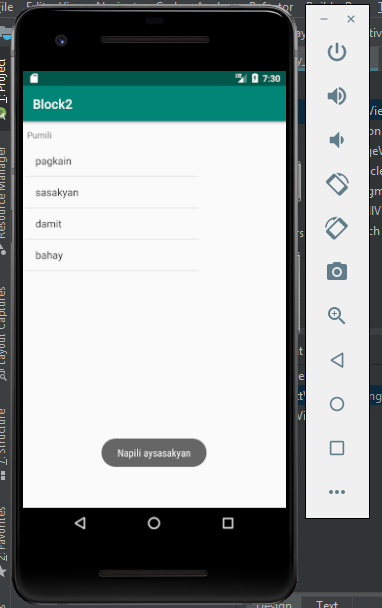 7:30
Block2
Pumili
pagkain
sasakyan
damit
bahay
Napili aysasakyan
1: Project
Resource Manager
Layout Captures
7: Structure
2: Favorites
Design
Text